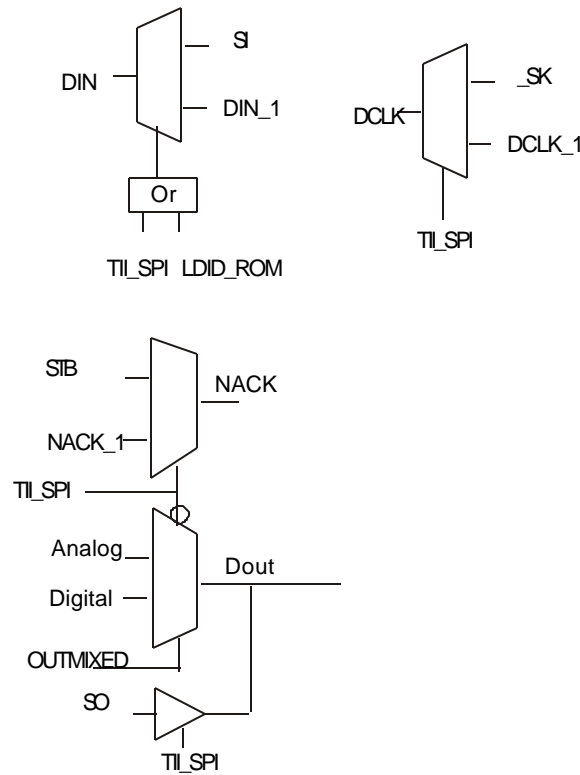 SI
DIN
DIN_1
Or
TII_SPI LDID_ROM
_SK
DCLK
DCLK_1
TII_SPI
STB
NACK
NACK_1
TII_SPI
Analog
Dout
Digital
OUTMIXED
SO
TII_SPI